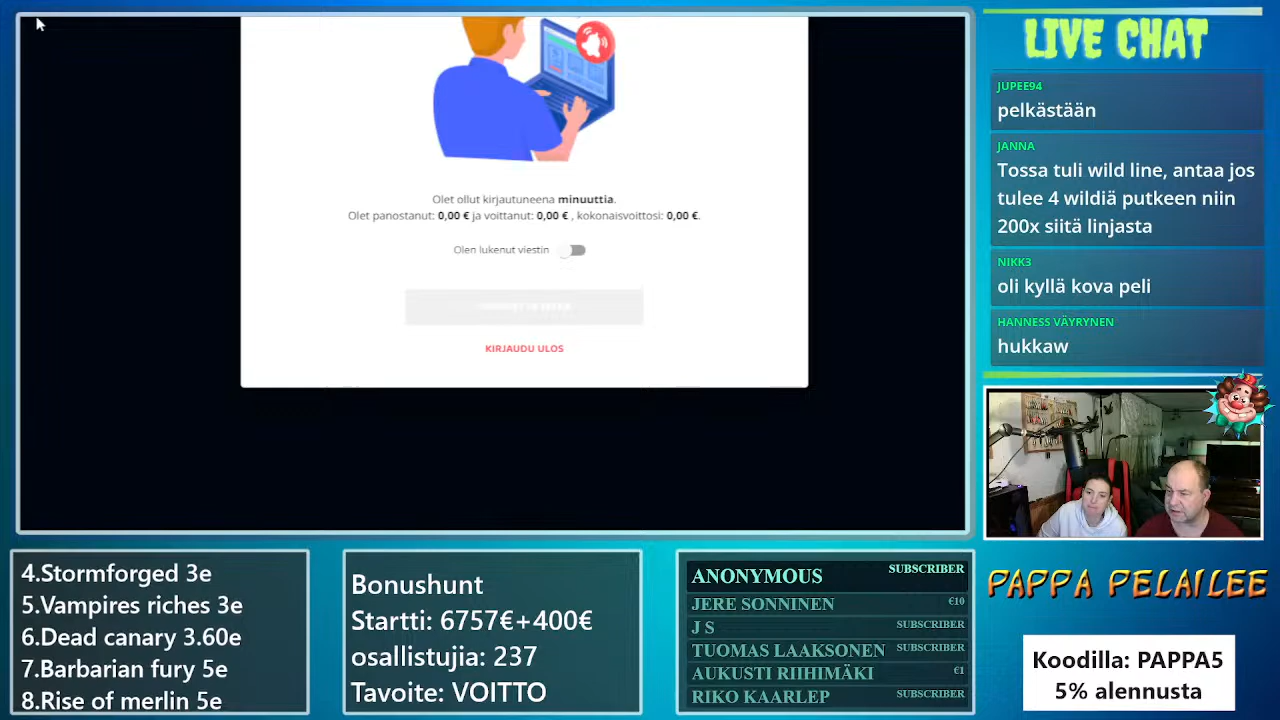 Olet ollut kirjautuneena minuuttia.
Olet panostanut: 0,00 € ja voittanut: 0,00 € , kokonaisvoittosi: 0,00 €.
Olen lukenut viestin
KIRJAUDU ULOS
LIVE CHAT
JUPEE94
pelkästään
JANNA
Tossa tuli wild line, antaa jos
tulee 4 wildiä putkeen niin
200x siitä linjasta
NIKK3
oli kyllä kova peli
HANNESS VÄYRYNEN
hukkaw
4.Stormforged 3e
5.Vampires riches 3e
6.Dead canary 3.60e
7.Barbarian fury 5e
8.Rise of merlin 5e
Bonushunt
Startti: 6757€+400€
osallistujia: 237
Tavoite: VOITTO
ANONYMOUS SUBSCRIBER
JERE SONNINEN €10
J S SUBSCRIBER
TUOMAS LAAKSONEN SUBSCRIBER
AUKUSTI RIIHIMÄKI €1
RIKO KAARLEP SUBSCRIBER
PAPPA PELAILEE
Koodilla: PAPPA5
5% alennusta